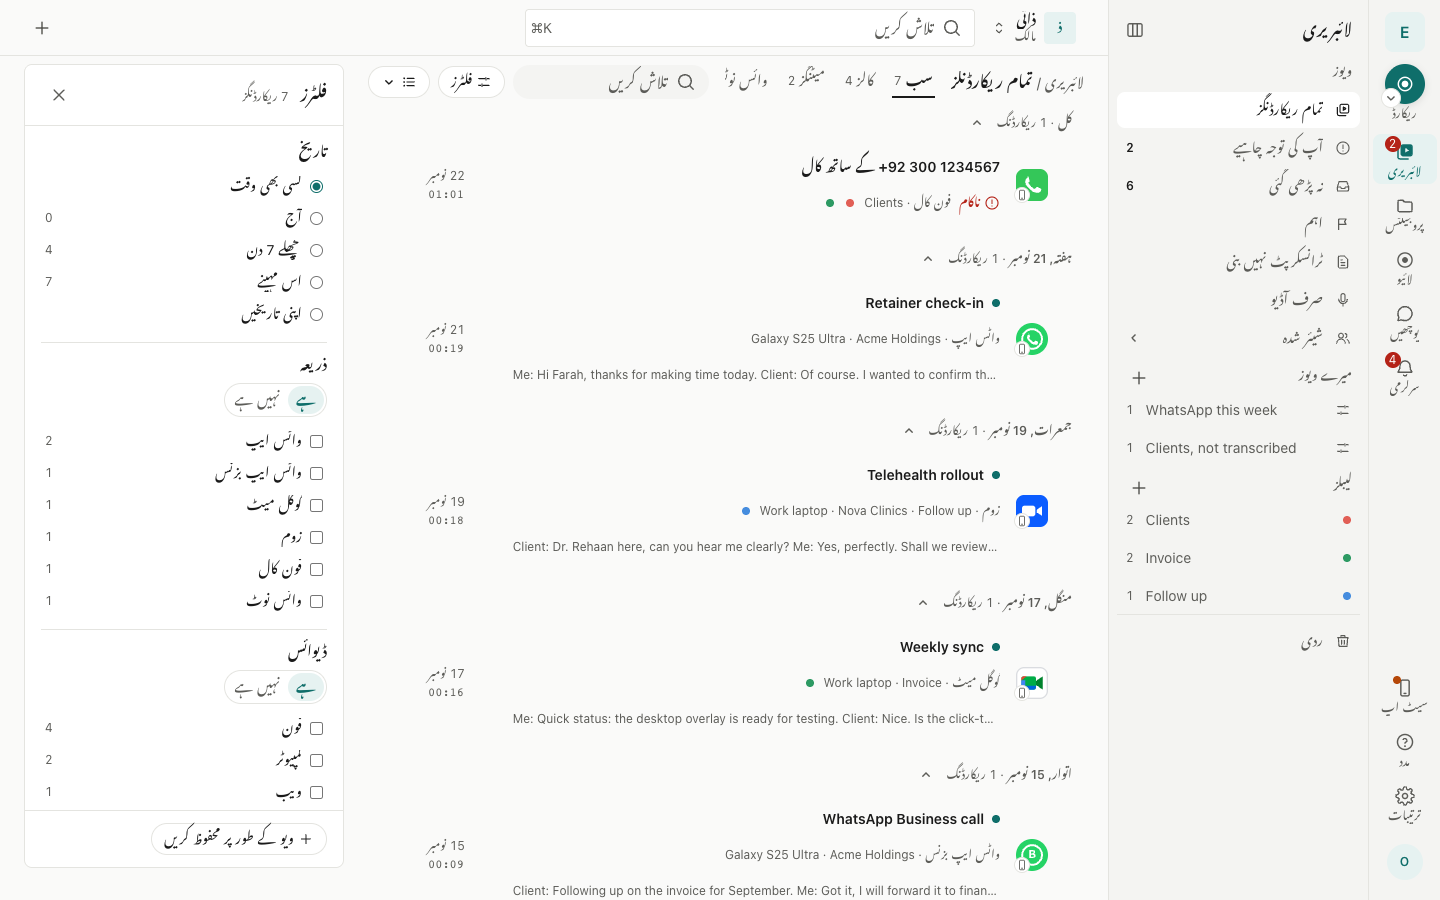 E
ریکارڈ
2
لائبریری
پروجیکٹس
لائیو
پوچھیں
4
سرگرمی
سیٹ اپ
مدد
ترتیبات
O
لائبریری
ویوز
تمام ریکارڈنگز
آپ کی توجہ چاہیے 2
نہ پڑھی گئی 6
اہم
ٹرانسکرپٹ نہیں بنی
صرف آڈیو
شیئر شدہ
میرے ویوز
WhatsApp this week 1
Clients, not transcribed 1
لیبلز
Clients 2
Invoice 2
Follow up 1
ردی
ذ
ذاتی
مالک
تلاش کریں ⌘K
لائبریری / تمام ریکارڈنگز
سب 7 کالز 4 میٹنگز 2 وائس نوٹ
تلاش کریں
فلٹرز
کل · 1 ریکارڈنگ
+92 300 1234567 کے ساتھ کال
ناکام فون کال · Clients
22 نومبر
01:01
ہفتہ, 21 نومبر · 1 ریکارڈنگ
Retainer check-in
واٹس ایپ · Galaxy S25 Ultra · Acme Holdings
Me: Hi Farah, thanks for making time today. Client: Of course. I wanted to confirm th…
21 نومبر
00:19
جمعرات, 19 نومبر · 1 ریکارڈنگ
Telehealth rollout
زوم · Work laptop · Nova Clinics · Follow up
Client: Dr. Rehaan here, can you hear me clearly? Me: Yes, perfectly. Shall we review…
19 نومبر
00:18
منگل, 17 نومبر · 1 ریکارڈنگ
Weekly sync
گوگل میٹ · Work laptop · Invoice
Me: Quick status: the desktop overlay is ready for testing. Client: Nice. Is the click-t…
17 نومبر
00:16
اتوار, 15 نومبر · 1 ریکارڈنگ
WhatsApp Business call
واٹس ایپ بزنس · Galaxy S25 Ultra · Acme Holdings
Client: Following up on the invoice for September. Me: Got it, I will forward it to finan…
15 نومبر
00:09
فلٹرز 7 ریکارڈنگز
تاریخ
کسی بھی وقت
آج 0
پچھلے 7 دن 4
اس مہینے 7
اپنی تاریخیں
ذریعہ
ہے نہیں ہے
واٹس ایپ 2
واٹس ایپ بزنس 1
گوگل میٹ 1
زوم 1
فون کال 1
وائس نوٹ 1
ڈیوائس
ہے نہیں ہے
فون 4
کمپیوٹر 2
ویب 1
ویو کے طور پر محفوظ کریں